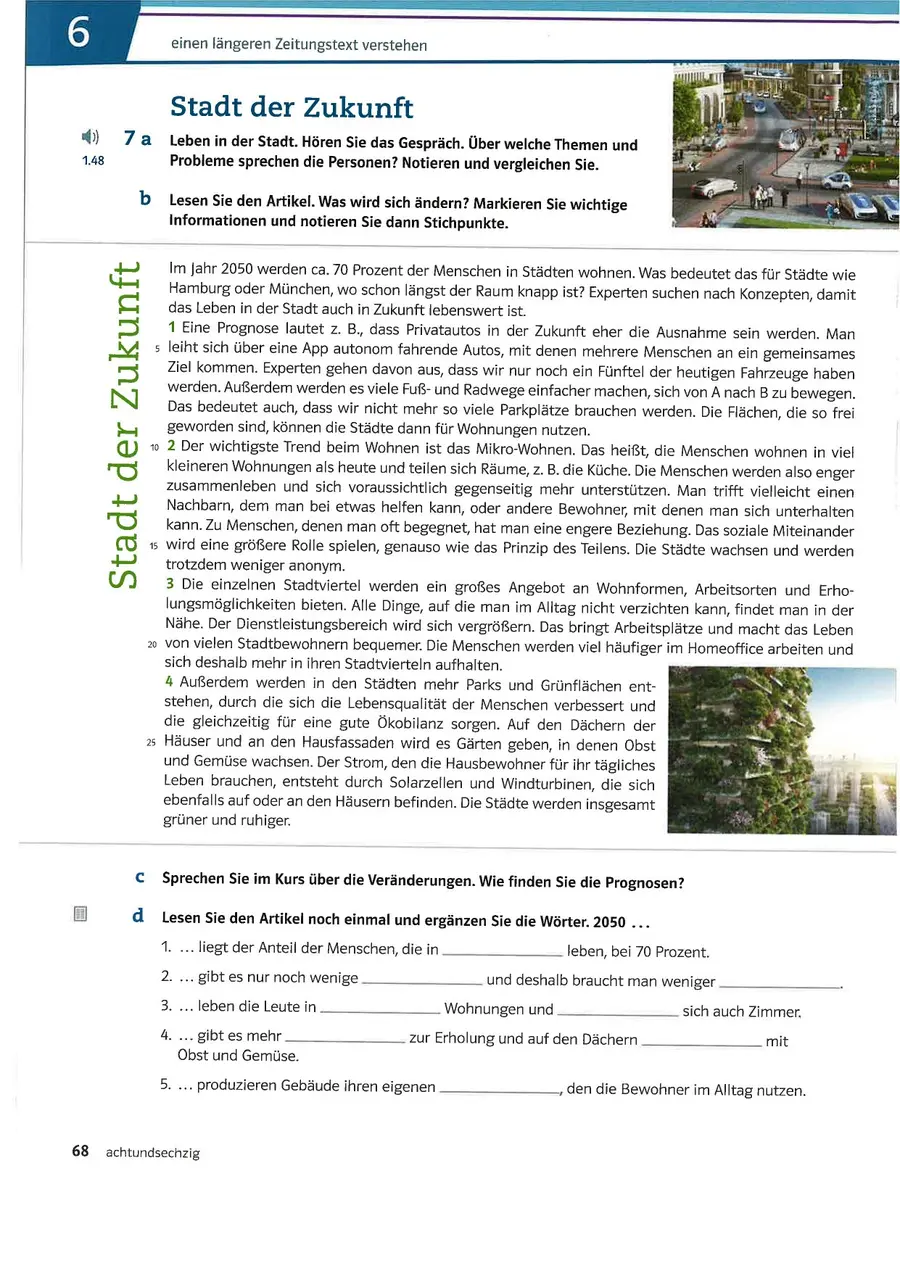 6
einen längeren Zeitungstext verstehen
Stadt der Zukunft
7 a Leben in der Stadt. Hören Sie das Gespräch. Über welche Themen und
1.48 Probleme sprechen die Personen? Notieren und vergleichen Sie.
b Lesen Sie den Artikel. Was wird sich ändern? Markieren Sie wichtige
Informationen und notieren Sie dann Stichpunkte.
Stadt der Zukunft
Im Jahr 2050 werden ca. 70 Prozent der Menschen in Städten wohnen. Was bedeutet das für Städte wie
Hamburg oder München, wo schon längst der Raum knapp ist? Experten suchen nach Konzepten, damit
das Leben in der Stadt auch in Zukunft lebenswert ist.
1 Eine Prognose lautet z. B., dass Privatautos in der Zukunft eher die Ausnahme sein werden. Man
5 leiht sich über eine App autonom fahrende Autos, mit denen mehrere Menschen an ein gemeinsames
Ziel kommen. Experten gehen davon aus, dass wir nur noch ein Fünftel der heutigen Fahrzeuge haben
werden. Außerdem werden es viele Fuß- und Radwege einfacher machen, sich von A nach B zu bewegen.
Das bedeutet auch, dass wir nicht mehr so viele Parkplätze brauchen werden. Die Flächen, die so frei
geworden sind, können die Städte dann für Wohnungen nutzen.
10 2 Der wichtigste Trend beim Wohnen ist das Mikro-Wohnen. Das heißt, die Menschen wohnen in viel
kleineren Wohnungen als heute und teilen sich Räume, z. B. die Küche. Die Menschen werden also enger
zusammenleben und sich voraussichtlich gegenseitig mehr unterstützen. Man trifft vielleicht einen
Nachbarn, dem man bei etwas helfen kann, oder andere Bewohner, mit denen man sich unterhalten
kann. Zu Menschen, denen man oft begegnet, hat man eine engere Beziehung. Das soziale Miteinander
15 wird eine größere Rolle spielen, genauso wie das Prinzip des Teilens. Die Städte wachsen und werden
trotzdem weniger anonym.
3 Die einzelnen Stadtviertel werden ein großes Angebot an Wohnformen, Arbeitsorten und Erho-
lungsmöglichkeiten bieten. Alle Dinge, auf die man im Alltag nicht verzichten kann, findet man in der
Nähe. Der Dienstleistungsbereich wird sich vergrößern. Das bringt Arbeitsplätze und macht das Leben
20 von vielen Stadtbewohnern bequemer. Die Menschen werden viel häufiger im Homeoffice arbeiten und
sich deshalb mehr in ihren Stadtvierteln aufhalten.
4 Außerdem werden in den Städten mehr Parks und Grünflächen ent-
stehen, durch die sich die Lebensqualität der Menschen verbessert und
die gleichzeitig für eine gute Ökobilanz sorgen. Auf den Dächern der
25 Häuser und an den Hausfassaden wird es Gärten geben, in denen Obst
und Gemüse wachsen. Der Strom, den die Hausbewohner für ihr tägliches
Leben brauchen, entsteht durch Solarzellen und Windturbinen, die sich
ebenfalls auf oder an den Häusern befinden. Die Städte werden insgesamt
grüner und ruhiger.
c Sprechen Sie im Kurs über die Veränderungen. Wie finden Sie die Prognosen?
d Lesen Sie den Artikel noch einmal und ergänzen Sie die Wörter. 2050 ...
1. ... liegt der Anteil der Menschen, die in ______ leben, bei 70 Prozent.
2. ... gibt es nur noch wenige ______ und deshalb braucht man weniger ______.
3. ... leben die Leute in ______ Wohnungen und ______ sich auch Zimmer.
4. ... gibt es mehr ______ zur Erholung und auf den Dächern ______ mit
Obst und Gemüse.
5. ... produzieren Gebäude ihren eigenen ______, den die Bewohner im Alltag nutzen.
68 achtundsechzig